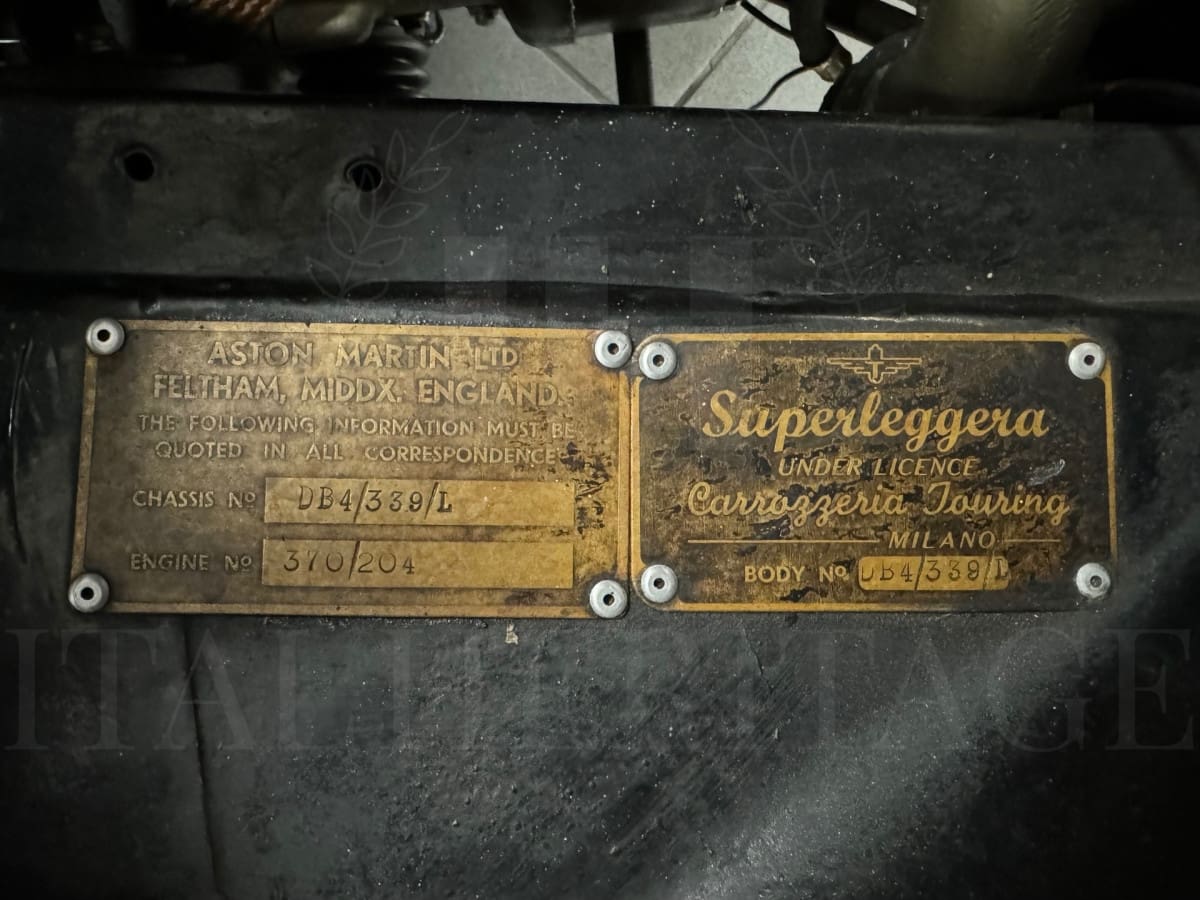 ASTON MARTIN LTD
FELTHAM, MIDDX. ENGLAND.
THE FOLLOWING INFORMATION MUST BE
QUOTED IN ALL CORRESPONDENCE
CHASSIS Nº DB4/339/L
ENGINE Nº 370/204
Superleggera
UNDER LICENCE
Carrozzeria Touring
MILANO
BODY Nº DB4/339/L
ITALHERITAGE